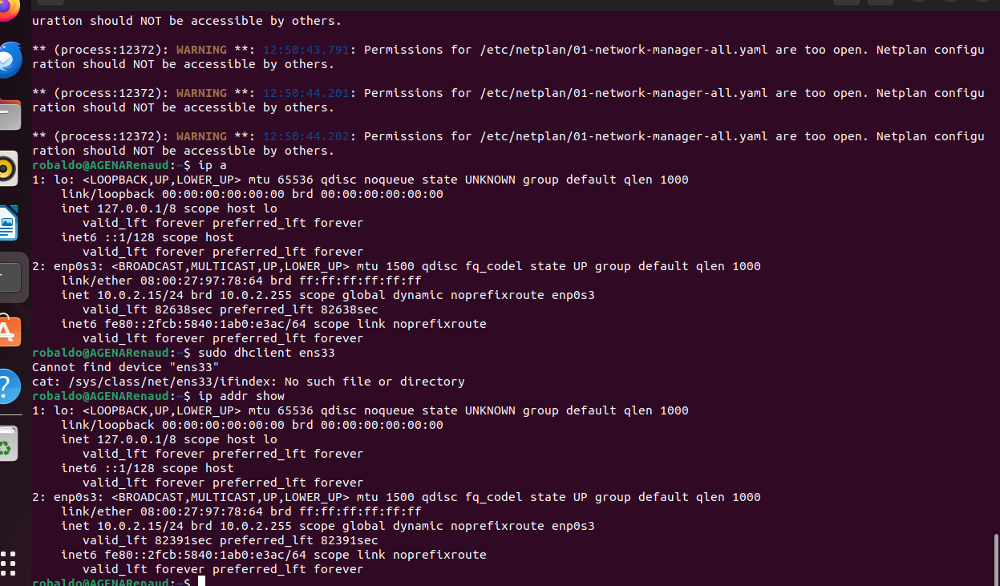 uration should NOT be accessible by others.
** (process:12372): WARNING **: 12:50:43.791: Permissions for /etc/netplan/01-network-manager-all.yaml are too open. Netplan configu
ration should NOT be accessible by others.
** (process:12372): WARNING **: 12:50:44.201: Permissions for /etc/netplan/01-network-manager-all.yaml are too open. Netplan configu
ration should NOT be accessible by others.
** (process:12372): WARNING **: 12:50:44.202: Permissions for /etc/netplan/01-network-manager-all.yaml are too open. Netplan configu
ration should NOT be accessible by others.
robaldo@AGENARenaud:~$ ip a
1: lo: <LOOPBACK,UP,LOWER_UP> mtu 65536 qdisc noqueue state UNKNOWN group default qlen 1000
    link/loopback 00:00:00:00:00:00 brd 00:00:00:00:00:00
    inet 127.0.0.1/8 scope host lo
       valid_lft forever preferred_lft forever
    inet6 ::1/128 scope host
       valid_lft forever preferred_lft forever
2: enp0s3: <BROADCAST,MULTICAST,UP,LOWER_UP> mtu 1500 qdisc fq_codel state UP group default qlen 1000
    link/ether 08:00:27:97:78:64 brd ff:ff:ff:ff:ff:ff
    inet 10.0.2.15/24 brd 10.0.2.255 scope global dynamic noprefixroute enp0s3
       valid_lft 82638sec preferred_lft 82638sec
    inet6 fe80::2fcb:5840:1ab0:e3ac/64 scope link noprefixroute
       valid_lft forever preferred_lft forever
robaldo@AGENARenaud:~$ sudo dhclient ens33
Cannot find device "ens33"
cat: /sys/class/net/ens33/ifindex: No such file or directory
robaldo@AGENARenaud:~$ ip addr show
1: lo: <LOOPBACK,UP,LOWER_UP> mtu 65536 qdisc noqueue state UNKNOWN group default qlen 1000
    link/loopback 00:00:00:00:00:00 brd 00:00:00:00:00:00
    inet 127.0.0.1/8 scope host lo
       valid_lft forever preferred_lft forever
    inet6 ::1/128 scope host
       valid_lft forever preferred_lft forever
2: enp0s3: <BROADCAST,MULTICAST,UP,LOWER_UP> mtu 1500 qdisc fq_codel state UP group default qlen 1000
    link/ether 08:00:27:97:78:64 brd ff:ff:ff:ff:ff:ff
    inet 10.0.2.15/24 brd 10.0.2.255 scope global dynamic noprefixroute enp0s3
       valid_lft 82391sec preferred_lft 82391sec
    inet6 fe80::2fcb:5840:1ab0:e3ac/64 scope link noprefixroute
       valid_lft forever preferred_lft forever
robaldo@AGENARenaud:~$